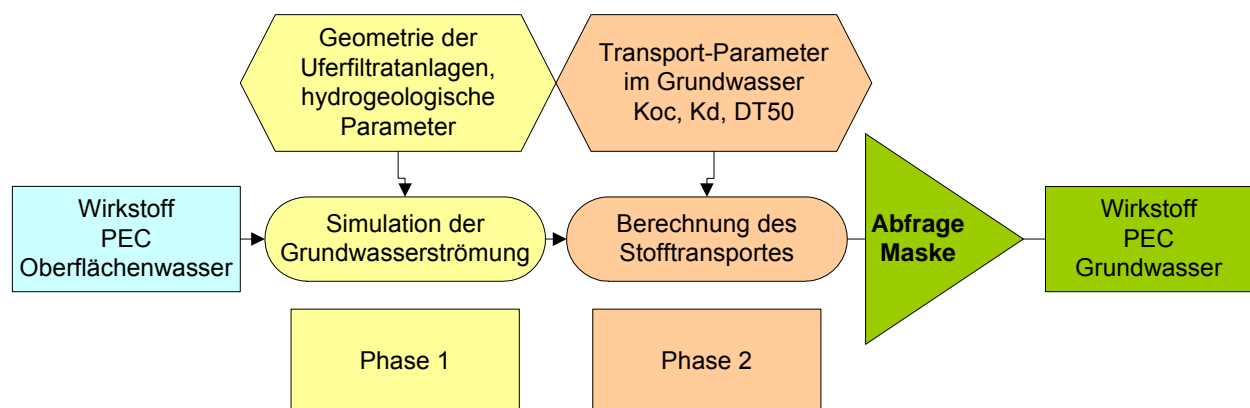 Geometrie der
Uferfiltratanlagen,
hydrogeologische
Parameter
Transport-Parameter
im Grundwasser
Koc, Kd, DT50
Wirkstoff
PEC
Oberflächenwasser
Simulation der
Grundwasserströmung
Berechnung des
Stofftransportes
Abfrage
Maske
Wirkstoff
PEC
Grundwasser
Phase 1
Phase 2